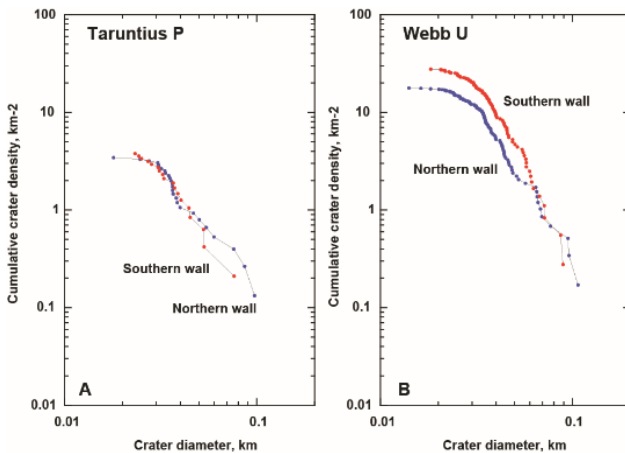 Taruntius P
Cumulative crater density, km-2
100
10
1
0.1
0.01
Southern wall
Northern wall
A
0.01
0.1
Crater diameter, km
Webb U
Cumulative crater density, km-2
100
10
1
0.1
0.01
Southern wall
Northern wall
B
0.01
0.1
Crater diameter, km